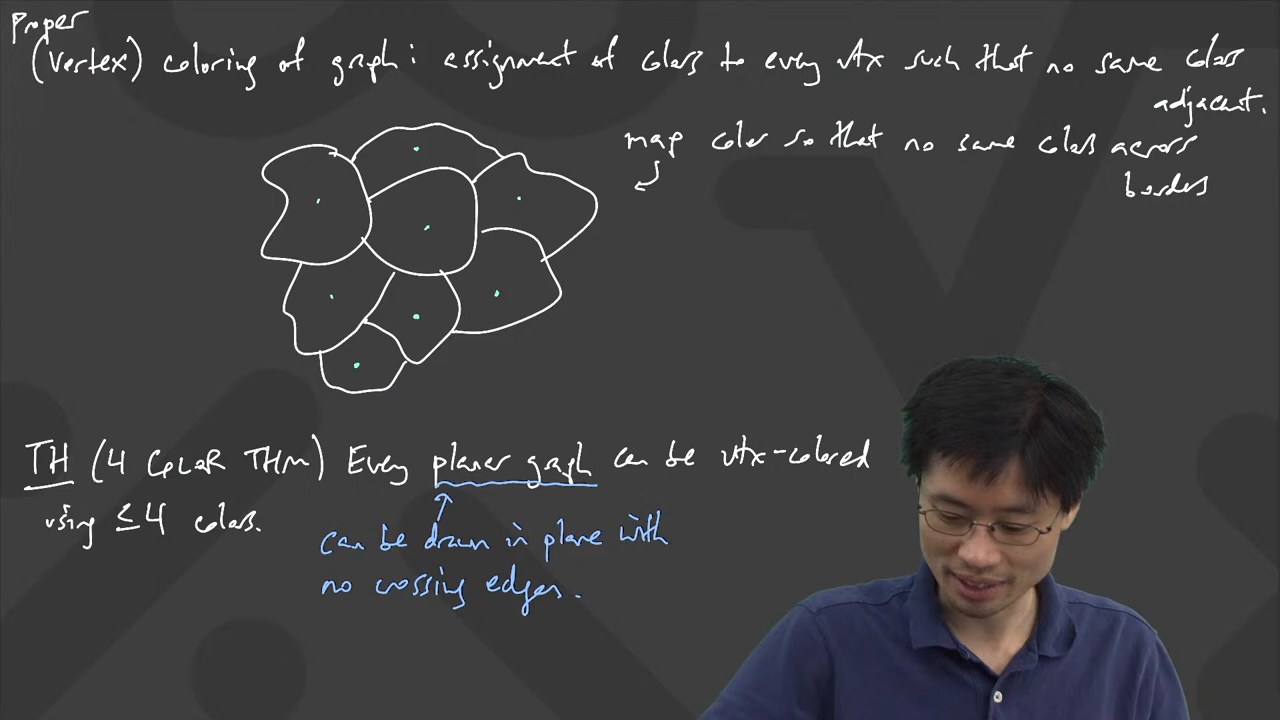 Proper
(Vertex) coloring of graph: assignment of colors to every vtx such that no same colors
adjacent.
map color so that no same colors across
borders
TH (4 COLOR THM) Every planar graph can be vtx-colored
using ≤4 colors.
can be drawn in plane with
no crossing edges.